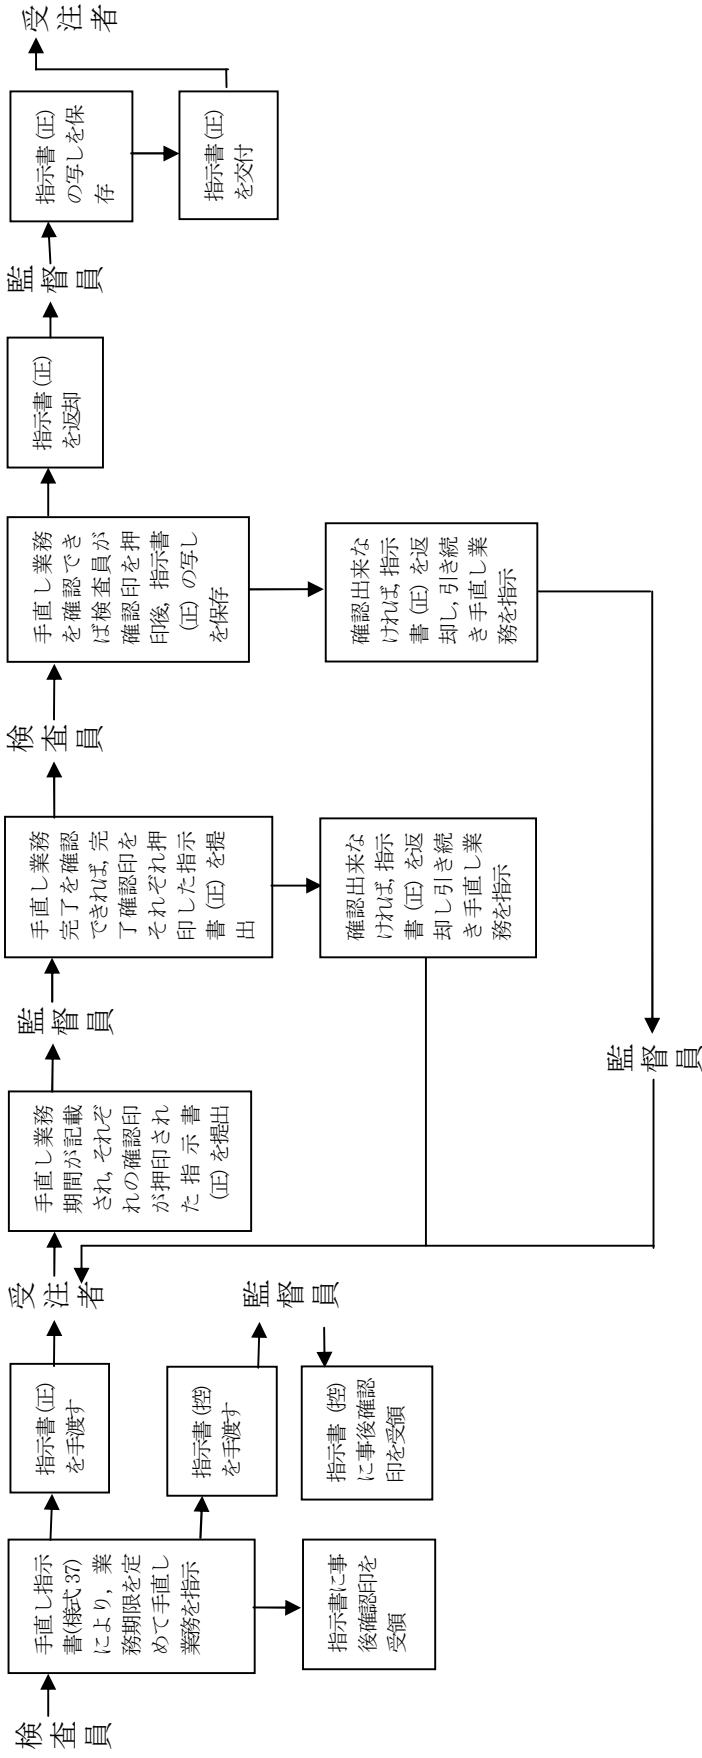 検査員
手直し指示
書(様式37)
により，業
務期限を定
めて手直し
業務を指示
指示書に事
後確認印を
受領
指示書(正)
を手渡す
指示書(控)
を手渡す
指示書（控）
に事後確認
印を受領
受注者
監督員
手直し業務
期間が記載
され,それぞ
れの確認印
が押印され
た指示書
(正)を提出
監督員
手直し業務
完了を確認
できれば,完
了確認印を
それぞれ押
印した指示
書(正)を提
出
確認出来な
ければ,指示
書(正)を返
却し引き続
き手直し業
務を指示
検査員
手直し業務
を確認でき
ば検査員が
確認印を押
印後，指示書
(正)の写し
を保存
確認出来な
ければ,指示
書(正)を返
却し,引き続
き手直し業
務を指示
監督員
指示書(正)
を返却
監督員
指示書(正)
の写しを保
存
指示書(正)
を交付
受注者